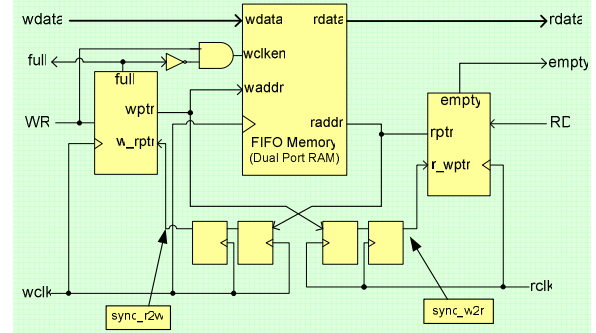 wdata
wdata
rdata
rdata
full
full
wclken
empty
WR
wptr
waddr
raddr
empty
RD
w_rptr
FIFO Memory
(Dual Port RAM)
rptr
r_wptr
wclk
rclk
sync_r2w
sync_w2r